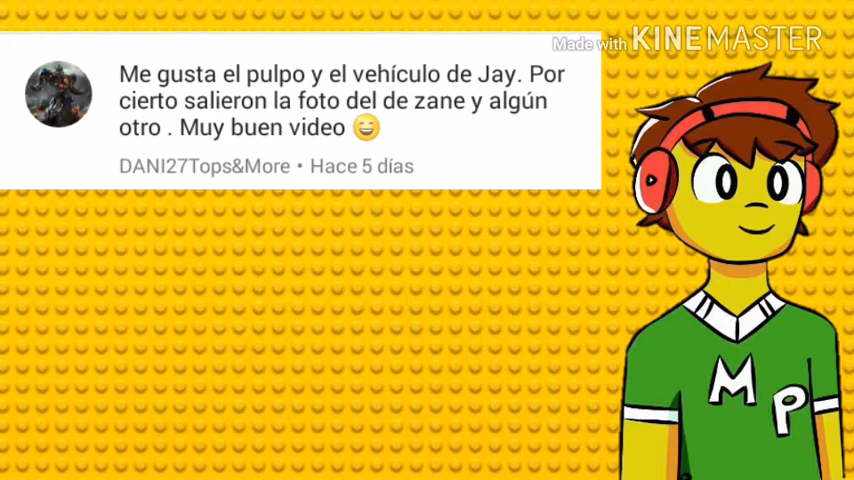 Made with KINEMASTER
Me gusta el pulpo y el vehículo de Jay. Por
cierto salieron la foto del de zane y algún
otro . Muy buen video 😄
DANI27Tops&More • Hace 5 días
M
P